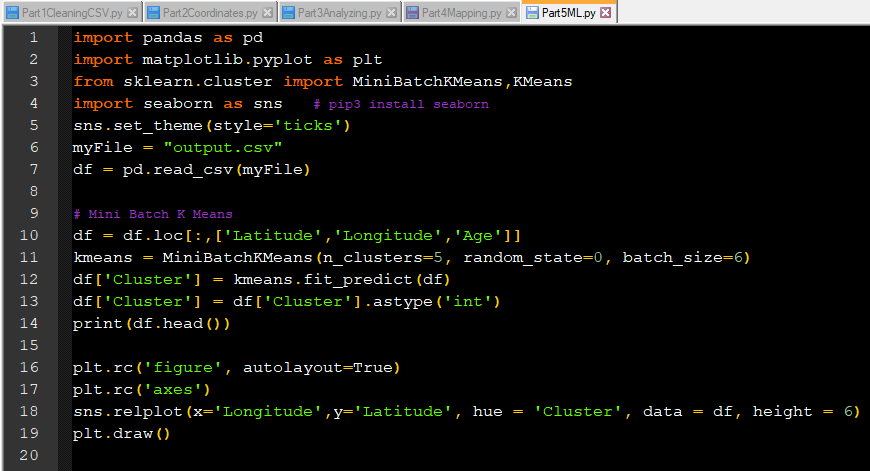 Part1CleaningCSV.py Part2Coordinates.py Part3Analyzing.py Part4Mapping.py Part5ML.py
1 import pandas as pd
2 import matplotlib.pyplot as plt
3 from sklearn.cluster import MiniBatchKMeans,KMeans
4 import seaborn as sns   # pip3 install seaborn
5 sns.set_theme(style='ticks')
6 myFile = "output.csv"
7 df = pd.read_csv(myFile)
8
9 # Mini Batch K Means
10 df = df.loc[:,['Latitude','Longitude','Age']]
11 kmeans = MiniBatchKMeans(n_clusters=5, random_state=0, batch_size=6)
12 df['Cluster'] = kmeans.fit_predict(df)
13 df['Cluster'] = df['Cluster'].astype('int')
14 print(df.head())
15
16 plt.rc('figure', autolayout=True)
17 plt.rc('axes')
18 sns.relplot(x='Longitude',y='Latitude', hue = 'Cluster', data = df, height = 6)
19 plt.draw()
20